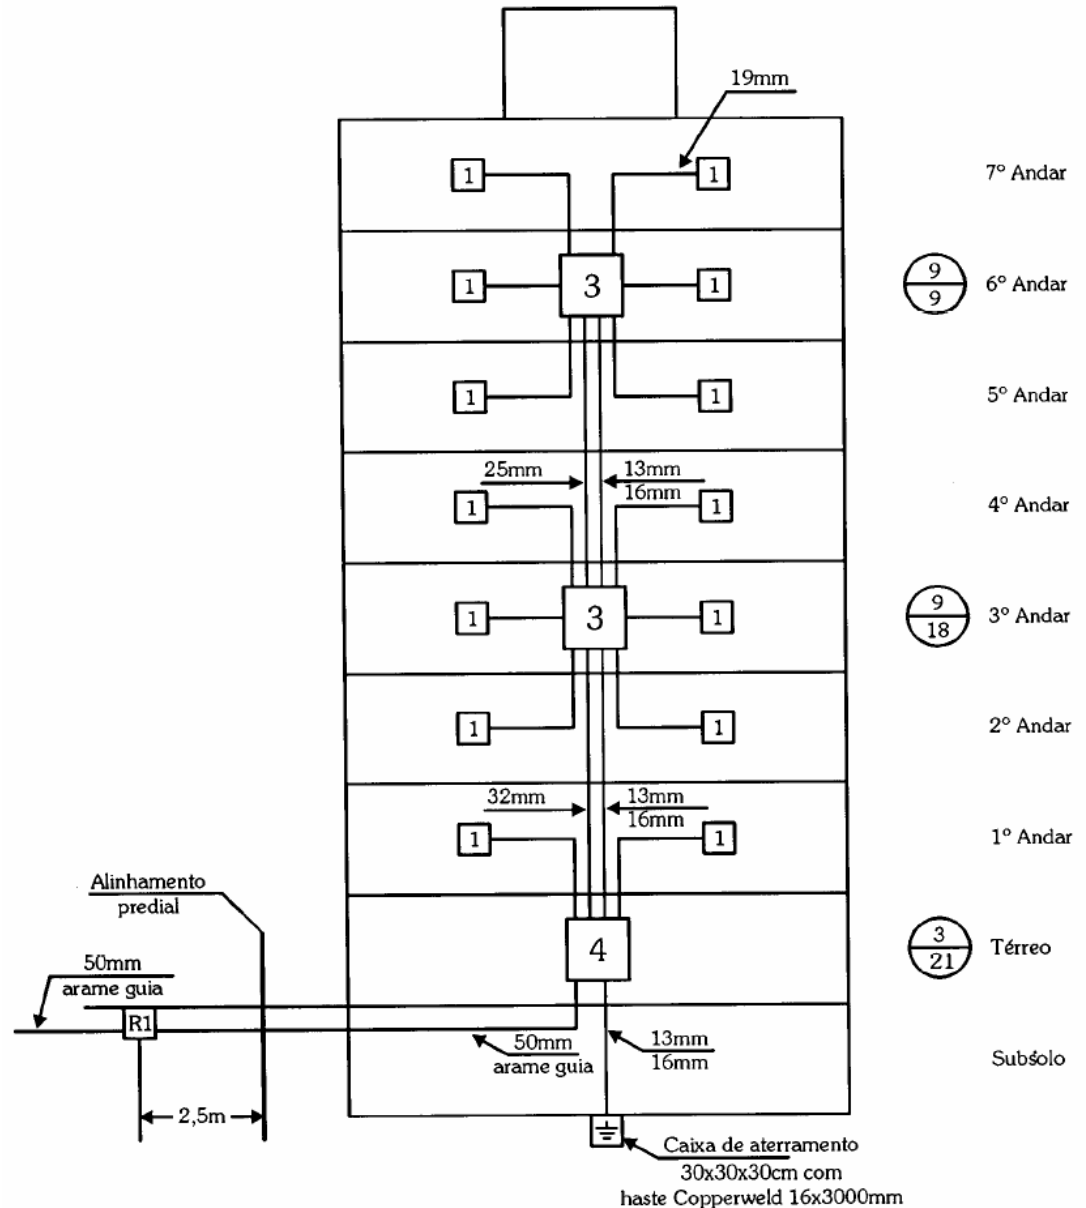 19mm
1
1
7º Andar
1
3
1
9
9
6º Andar
1
1
5º Andar
25mm
13mm
16mm
1
1
4º Andar
1
3
1
9
18
3º Andar
1
1
2º Andar
32mm
13mm
16mm
1
1
1º Andar
Alinhamento
predial
4
3
21
Térreo
50mm
arame guia
R1
50mm
arame guia
13mm
16mm
Subsolo
2,5m
Caixa de aterramento
30x30x30cm com
haste Copperweld 16x3000mm